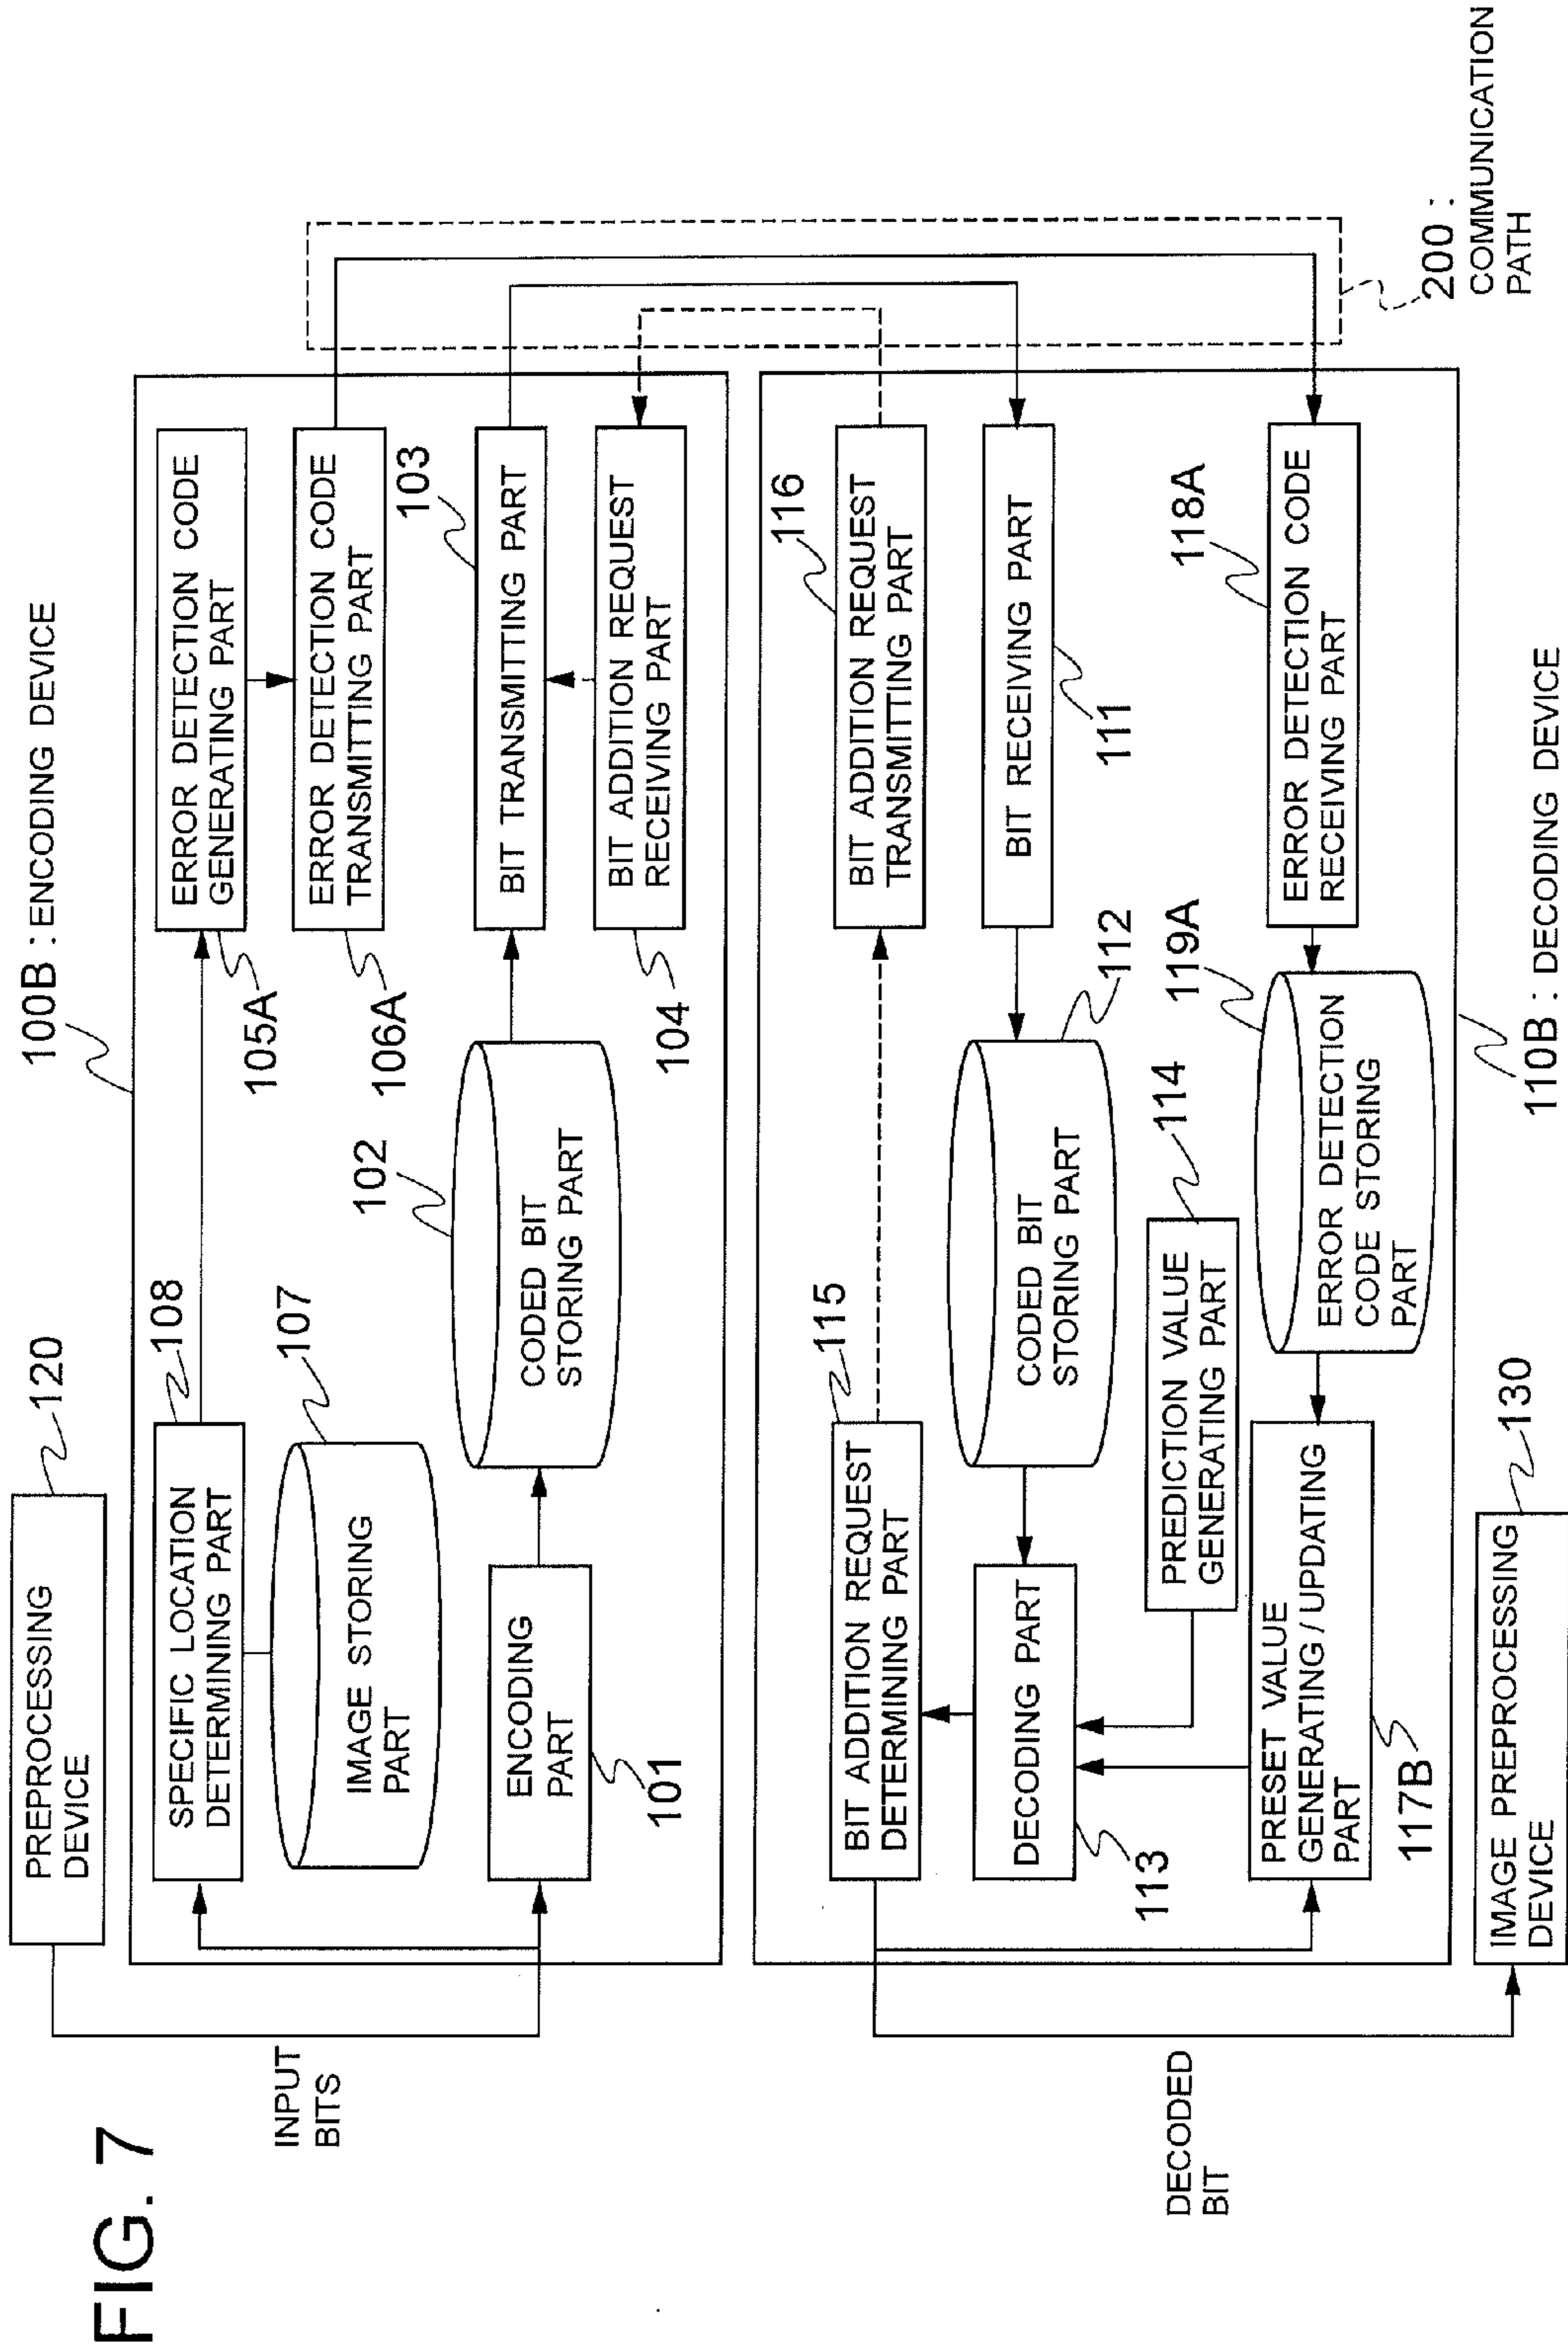 FIG. 7
PREPROCESSING
DEVICE
120
100B : ENCODING DEVICE
INPUT
BITS
SPECIFIC LOCATION
DETERMINING PART
108
ERROR DETECTION CODE
GENERATING PART
105A
IMAGE STORING
PART
107
ERROR DETECTION CODE
TRANSMITTING PART
106A
ENCODING
PART
101
CODED BIT
STORING PART
102
BIT TRANSMITTING PART
103
BIT ADDITION REQUEST
RECEIVING PART
104
BIT ADDITION REQUEST
DETERMINING PART
115
BIT ADDITION REQUEST
TRANSMITTING PART
116
DECODING PART
113
CODED BIT
STORING PART
112
BIT RECEIVING PART
111
PREDICTION VALUE
GENERATING PART
114
PRESET VALUE
GENERATING / UPDATING
PART
117B
ERROR DETECTION
CODE STORING
PART
119A
ERROR DETECTION CODE
RECEIVING PART
118A
DECODED
BIT
IMAGE PREPROCESSING
DEVICE
130
110B : DECODING DEVICE
200 :
COMMUNICATION
PATH